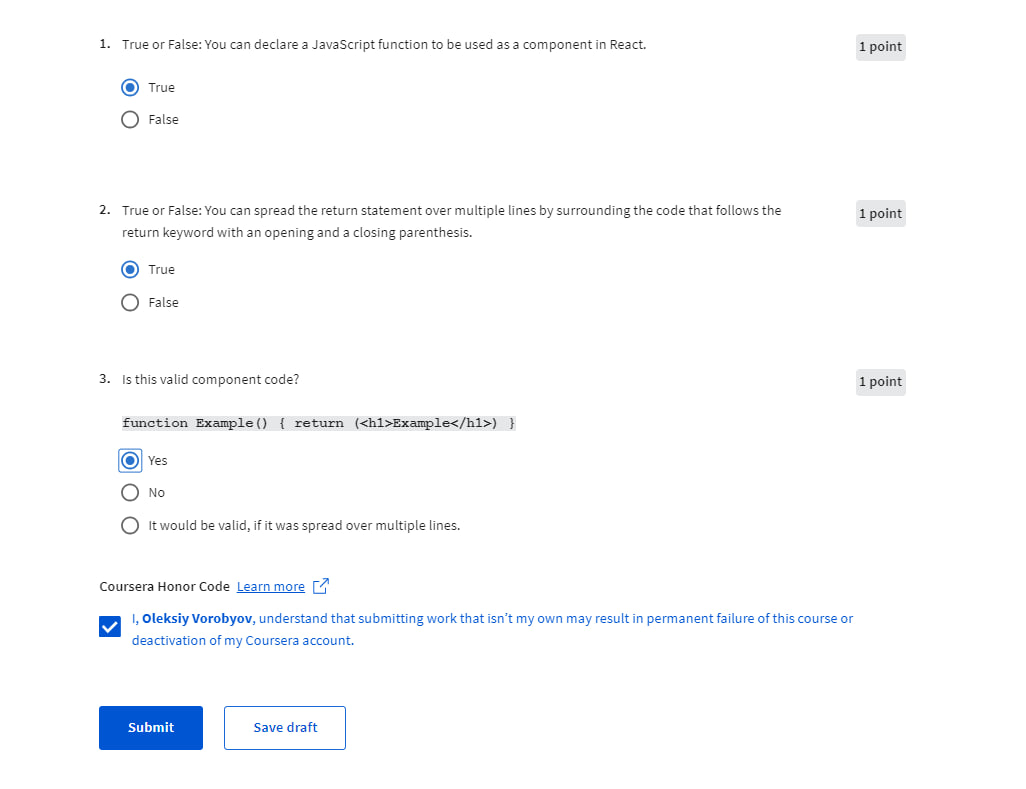 1. True or False: You can declare a JavaScript function to be used as a component in React.
1 point
True
False
2. True or False: You can spread the return statement over multiple lines by surrounding the code that follows the
return keyword with an opening and a closing parenthesis.
1 point
True
False
3. Is this valid component code?
1 point
function Example() { return (<h1>Example</h1>) }
Yes
No
It would be valid, if it was spread over multiple lines.
Coursera Honor Code Learn more
I, Oleksiy Vorobyov, understand that submitting work that isn't my own may result in permanent failure of this course or
deactivation of my Coursera account.
Submit Save draft